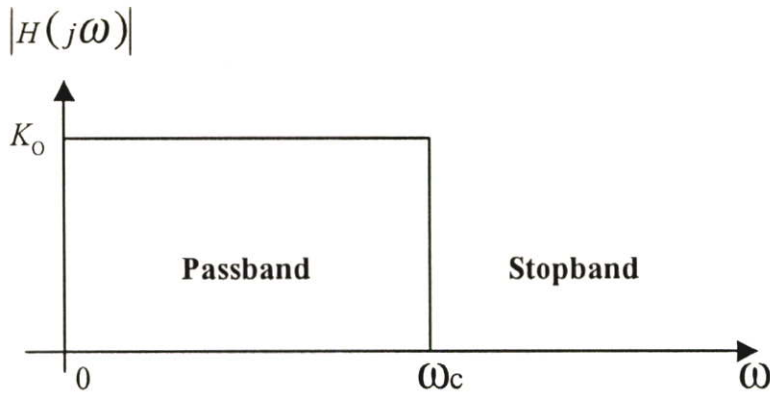 |H(jω)|
K₀
Passband Stopband
0 ωc ω